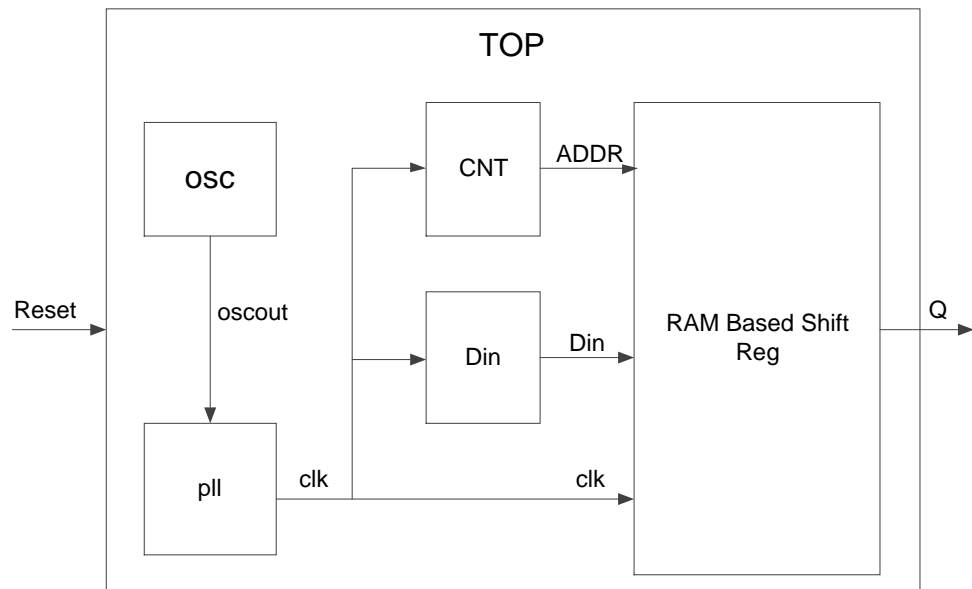 TOP
osc
CNT
ADDR
Reset
oscout
Din
Din
RAM Based Shift
Reg
Q
pll
clk
clk